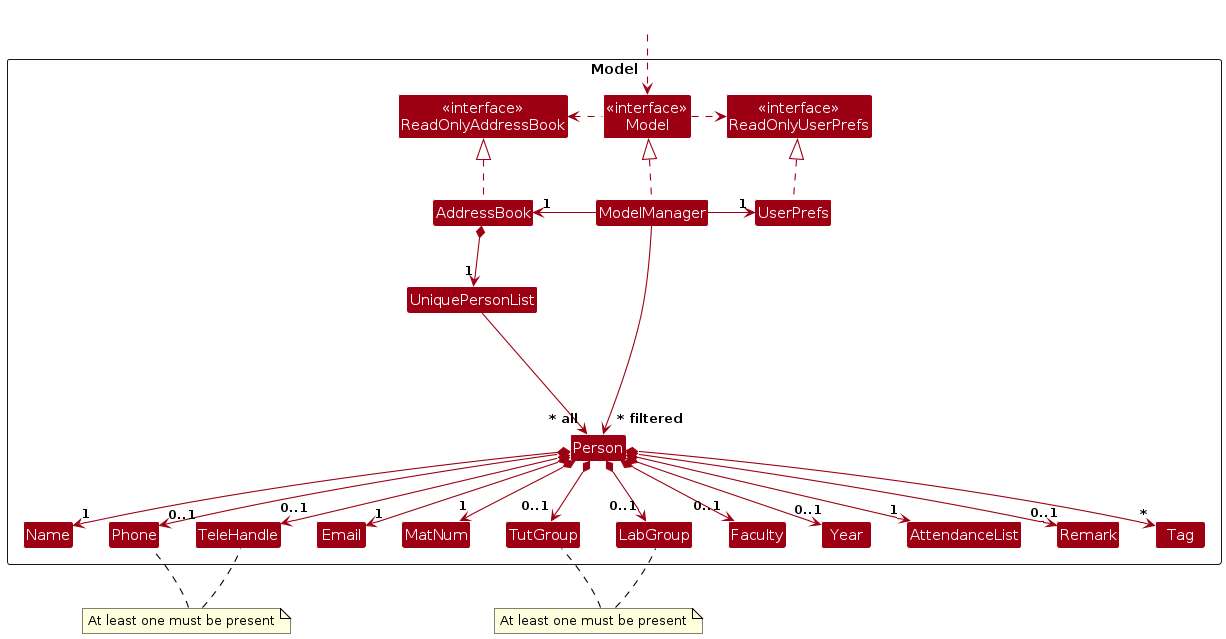 Model
«interface»
ReadOnlyAddressBook
«interface»
Model
«interface»
ReadOnlyUserPrefs
AddressBook
1
ModelManager
1
UserPrefs
1
UniquePersonList
* all
* filtered
Person
1
0..1
0..1
1
1
0..1
0..1
0..1
0..1
1
0..1
*
Name
Phone
TeleHandle
Email
MatNum
TutGroup
LabGroup
Faculty
Year
AttendanceList
Remark
Tag
At least one must be present
At least one must be present